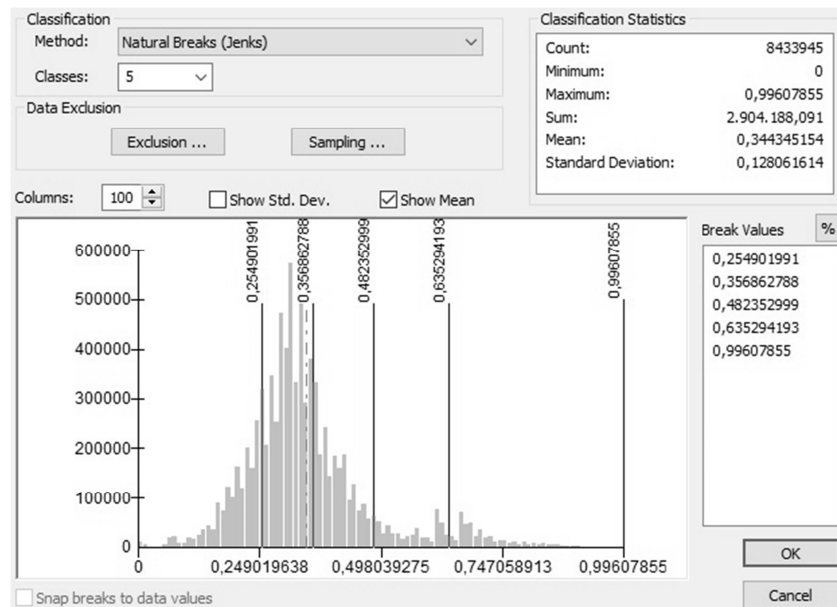 Classification
Method: Natural Breaks (Jenks)
Classes: 5
Data Exclusion
Exclusion ...
Sampling ...
Classification Statistics
Count: 8433945
Minimum: 0
Maximum: 0,99607855
Sum: 2.904.188,091
Mean: 0,344345154
Standard Deviation: 0,128061614
Columns: 100
Show Std. Dev.
Show Mean
Break Values
%
0,254901991
0,356862788
0,482352999
0,635294193
0,99607855
600000
500000
400000
300000
200000
100000
0
0,254901991
0,356862788
0,482352999
0,635294193
0,99607855
0
0,249019638
0,498039275
0,747058913
0,99607855
OK
Snap breaks to data values
Cancel